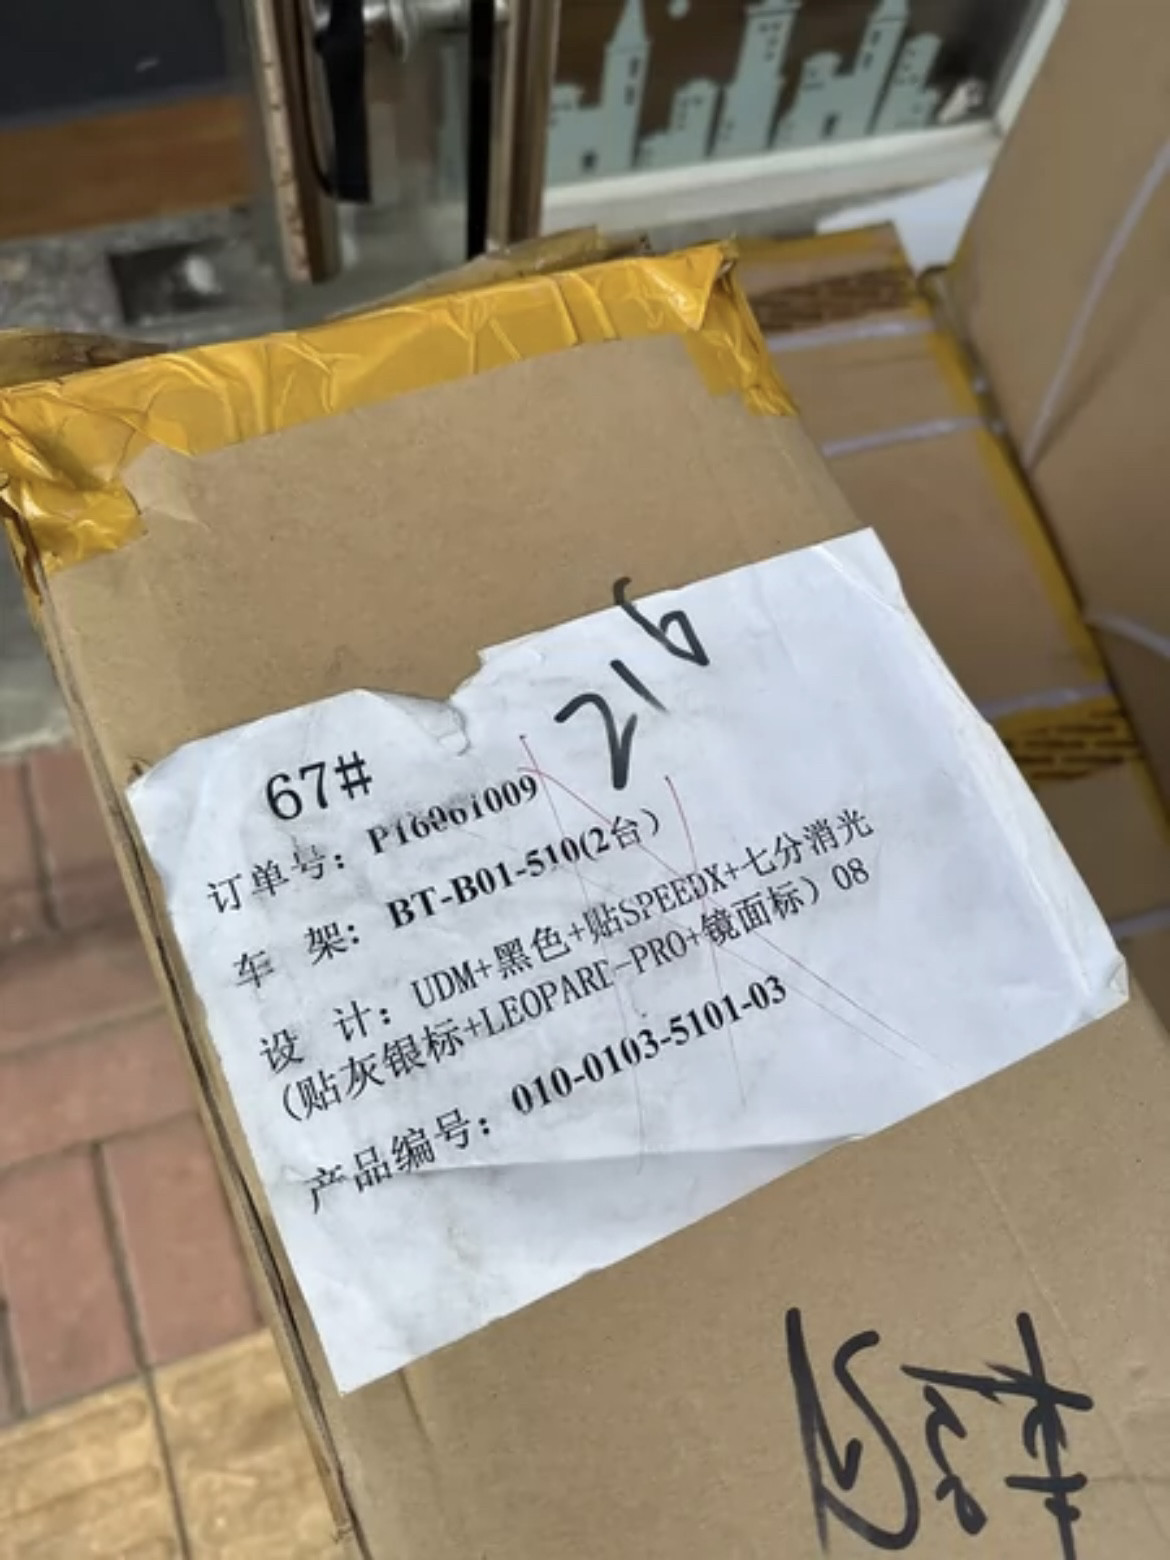 67#
订单号: P16061009
车 架: BT-B01-510(2台)
设 计: UDM+黑色+贴SPEEDX+七分消光
(贴灰银标+LEOPARD-PRO+镜面标) 08
产品编号: 010-0103-5101-03